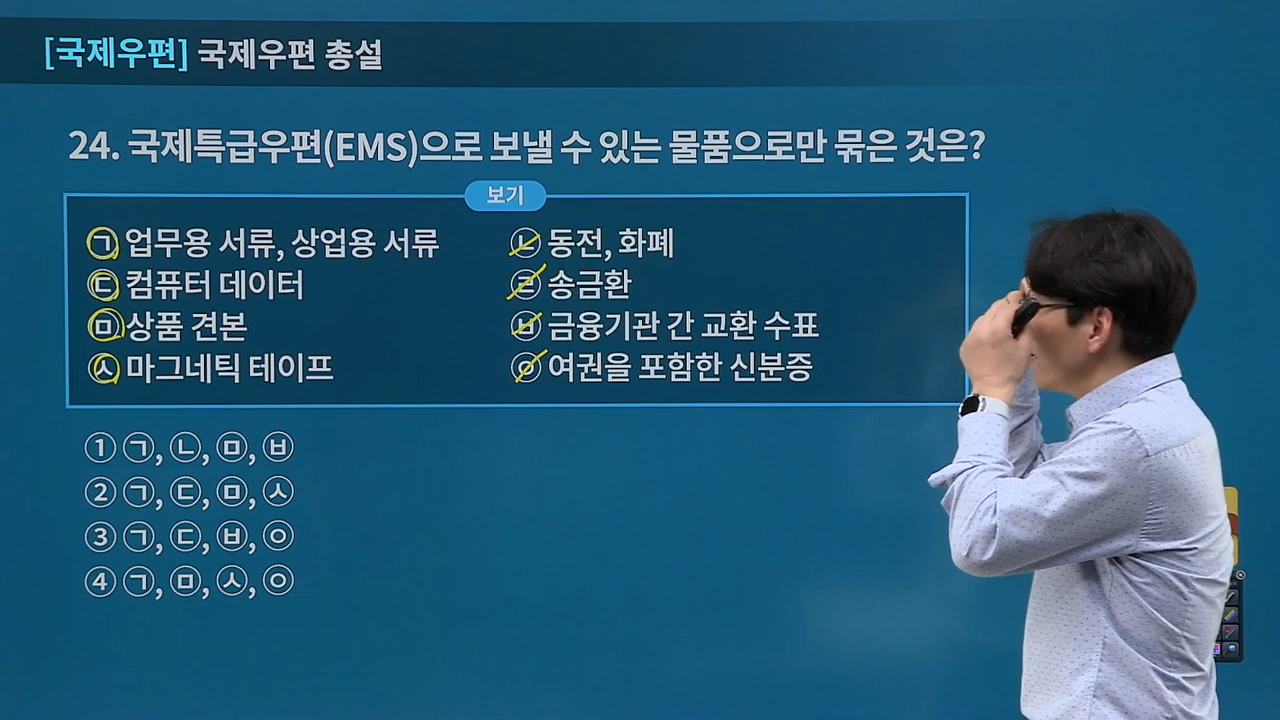 [국제우편] 국제우편 총설
24. 국제특급우편(EMS)으로 보낼 수 있는 물품으로만 묶은 것은?
보기
㉠ 업무용 서류, 상업용 서류 ㉡ 동전, 화폐
㉢ 컴퓨터 데이터 ㉣ 송금환
㉤ 상품 견본 ㉥ 금융기관 간 교환 수표
㉦ 마그네틱 테이프 ㉧ 여권을 포함한 신분증
① ㉠, ㉡, ㉤, ㉥
② ㉠, ㉢, ㉤, ㉦
③ ㉠, ㉢, ㉥, ㉧
④ ㉠, ㉤, ㉦, ㉧